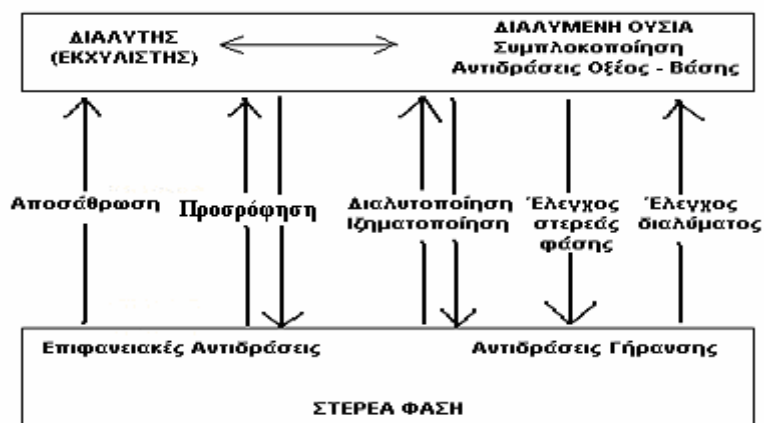 ΔΙΑΛΥΤΗΣ
(ΕΚΧΥΛΙΣΤΗΣ)
ΔΙΑΛΥΜΕΝΗ ΟΥΣΙΑ
Συμπλοκοποίηση
Αντιδράσεις Οξέος - Βάσης
Αποσάθρωση
Προσρόφηση
Διαλυτοποίηση
Ιζηματοποίηση
Έλεγχος
στερεάς
φάσης
Έλεγχος
διαλύματος
Επιφανειακές Αντιδράσεις
Αντιδράσεις Γήρανσης
ΣΤΕΡΕΑ ΦΑΣΗ